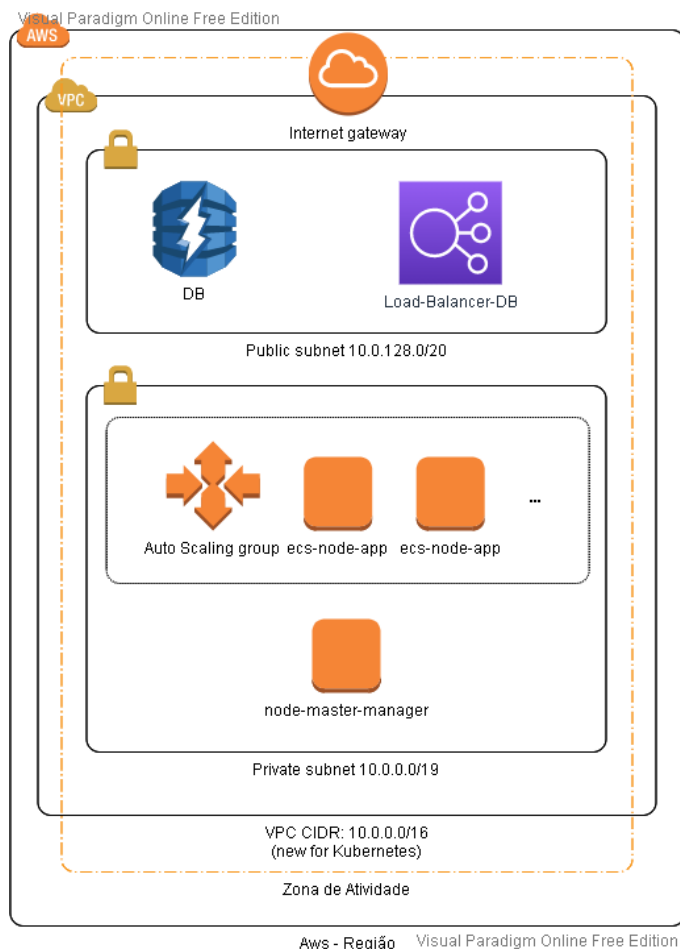 Visual Paradigm Online Free Edition
AWS
VPC
Internet gateway
DB
Load-Balancer-DB
Public subnet 10.0.128.0/20
Auto Scaling group
ecs-node-app
ecs-node-app
...
node-master-manager
Private subnet 10.0.0.0/19
VPC CIDR: 10.0.0.0/16
(new for Kubernetes)
Zona de Atividade
Aws - Região
Visual Paradigm Online Free Edition